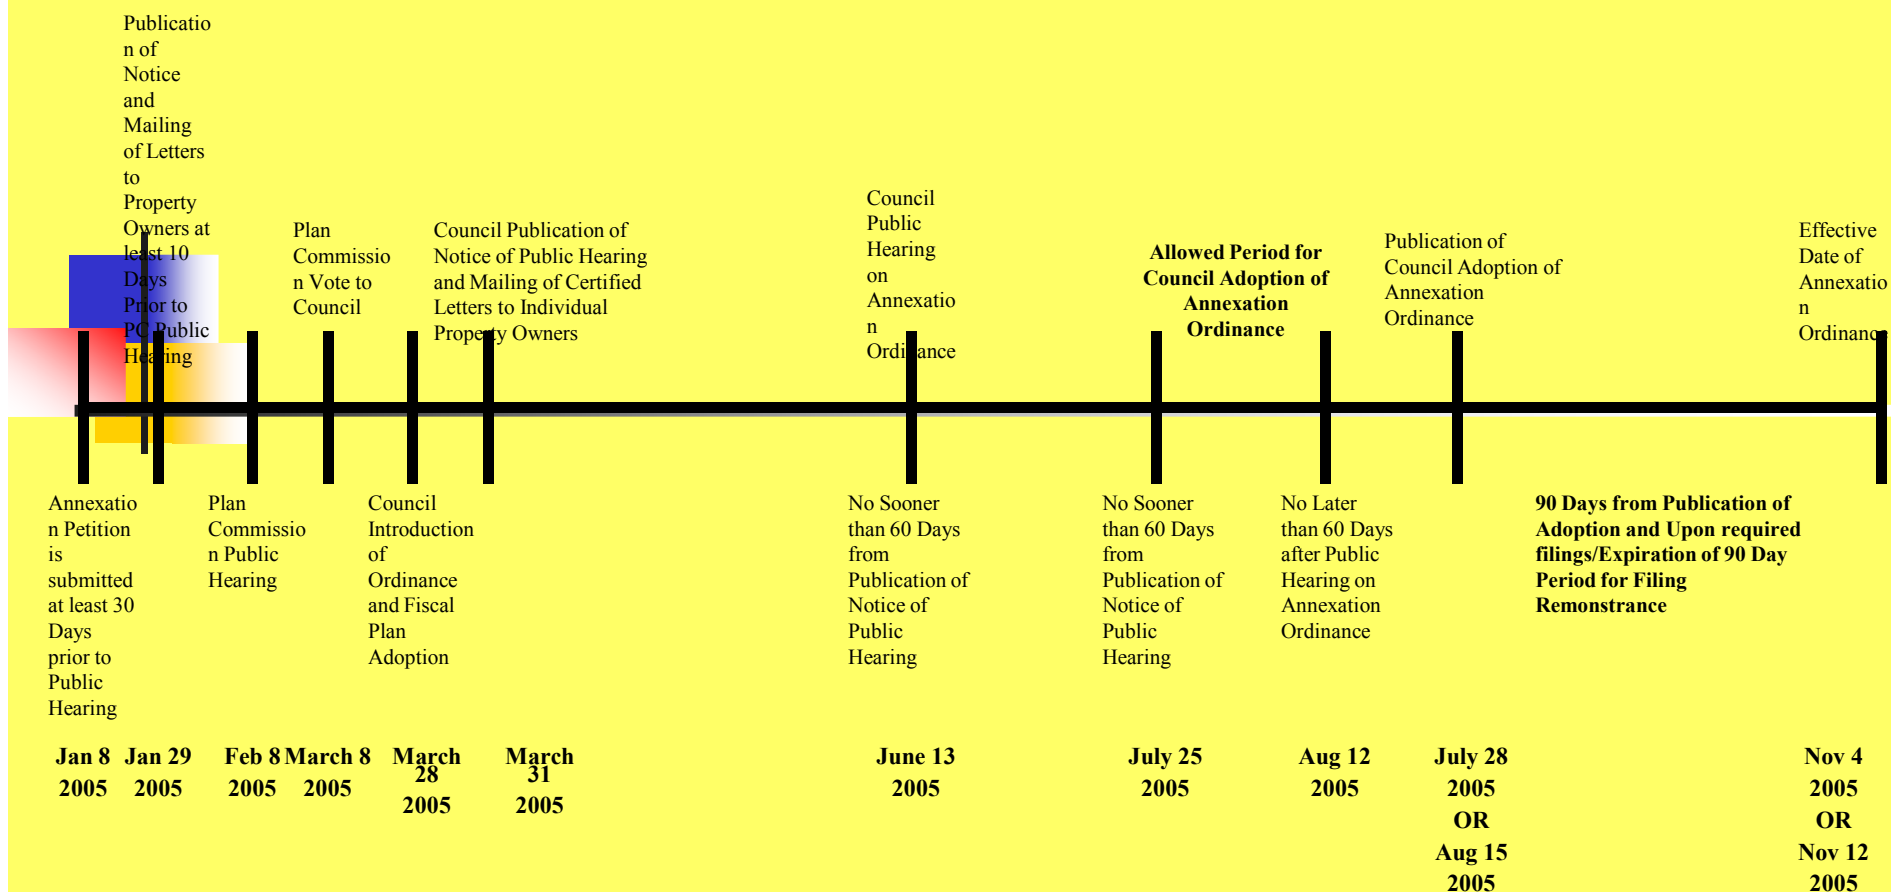 Publicatio
n of
Notice
and
Mailing
of Letters
to
Property
Owners at
least 10
Days
Prior to
PC Public
Hearing
Plan
Commissio
n Vote to
Council
Council Publication of
Notice of Public Hearing
and Mailing of Certified
Letters to Individual
Property Owners
Council
Public
Hearing
on
Annexatio
n
Ordinance
Allowed Period for
Council Adoption of
Annexation
Ordinance
Publication of
Council Adoption of
Annexation
Ordinance
Effective
Date of
Annexatio
n
Ordinance
Annexatio
n Petition
is
submitted
at least 30
Days
prior to
Public
Hearing
Plan
Commissio
n Public
Hearing
Council
Introduction
of
Ordinance
and Fiscal
Plan
Adoption
No Sooner
than 60 Days
from
Publication of
Notice of
Public
Hearing
No Sooner
than 60 Days
from
Publication of
Notice of
Public
Hearing
No Later
than 60 Days
after Public
Hearing on
Annexation
Ordinance
90 Days from Publication of
Adoption and Upon required
filings/Expiration of 90 Day
Period for Filing
Remonstrance
Jan 8
2005
Jan 29
2005
Feb 8
2005
March 8
2005
March
28
2005
March
31
2005
June 13
2005
July 25
2005
Aug 12
2005
July 28
2005
OR
Aug 15
2005
Nov 4
2005
OR
Nov 12
2005